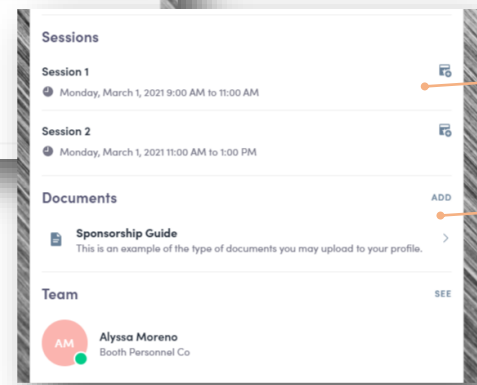 Sessions
Session 1
Monday, March 1, 2021 9:00 AM to 11:00 AM
Session 2
Monday, March 1, 2021 11:00 AM to 1:00 PM
Documents ADD
Sponsorship Guide
This is an example of the type of documents you may upload to your profile.
Team SEE
AM Alyssa Moreno
Booth Personnel Co